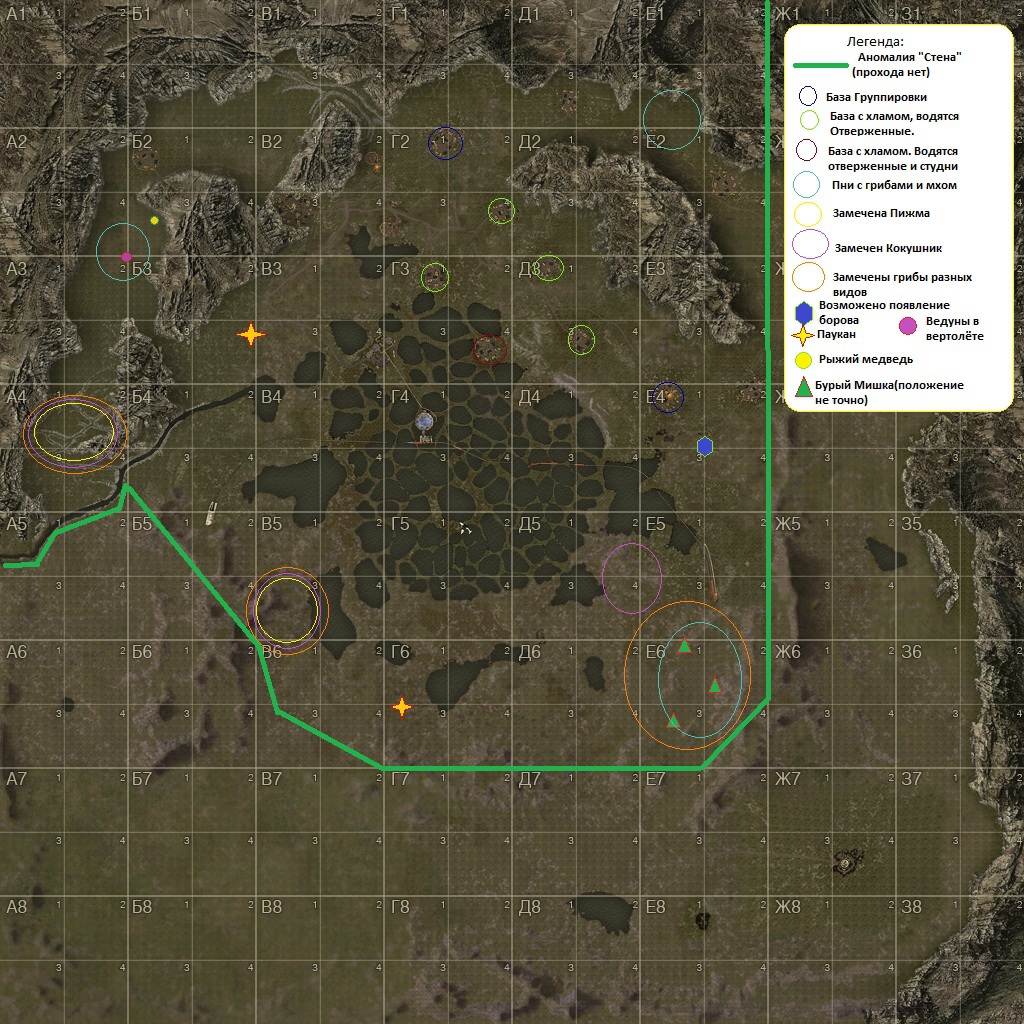 А1 Б1 В1 Г1 Д1 Е1 Ж1 З1
А2 Б2 В2 Г2 Д2 Е2
Б3 В3 Г3 Д3 Е3
А4 Б4 В4 Г4 Д4 Е4
А5 Б5 В5 Г5 Д5 Е5 Ж5 З5
А6 Б6 В6 Г6 Д6 Е6 Ж6 З6
А7 Б7 В7 Г7 Д7 Е7 Ж7 З7
А8 Б8 В8 Г8 Д8 Е8 Ж8 З8
Легенда:
Аномалия "Стена"
(прохода нет)
База Группировки
База с хламом, водятся
Отверженные.
База с хламом. Водятся
отверженные и студни
Пни с грибами и мхом
Замечена Пижма
Замечен Кокушник
Замечены грибы разных
видов
Возможено появление
борова
Паукан
Ведуны в
вертолёте
Рыжий медведь
Бурый Мишка(положение
не точно)